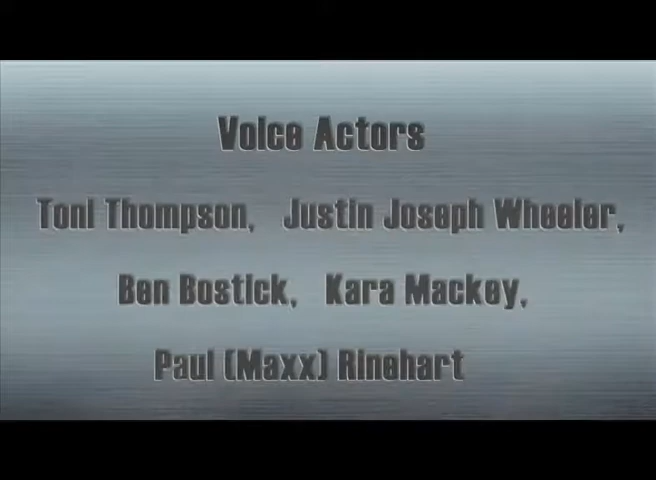 Voice Actors
Toni Thompson, Justin Joseph Wheeler,
Ben Bostick, Kara Mackey,
Paul (Maxx) Rinehart